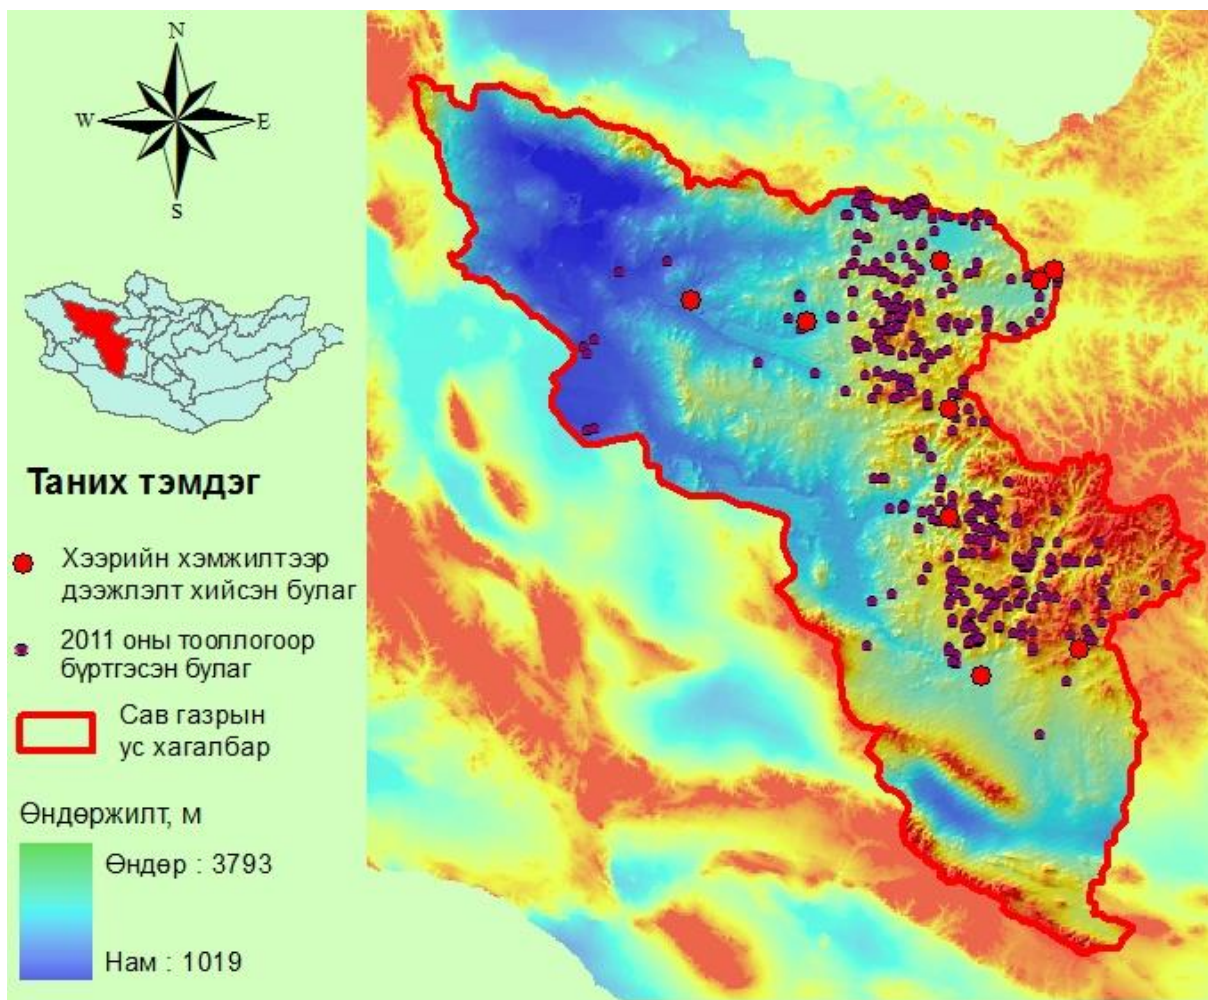 N
W
E
S
Таних тэмдэг
Хээрийн хэмжилтээр
дээжлэлт хийсэн булаг
2011 оны тооллогоор
бүртгэсэн булаг
Сав газрын
ус хагалбар
Өндөржилт, м
Өндөр : 3793
Нам : 1019